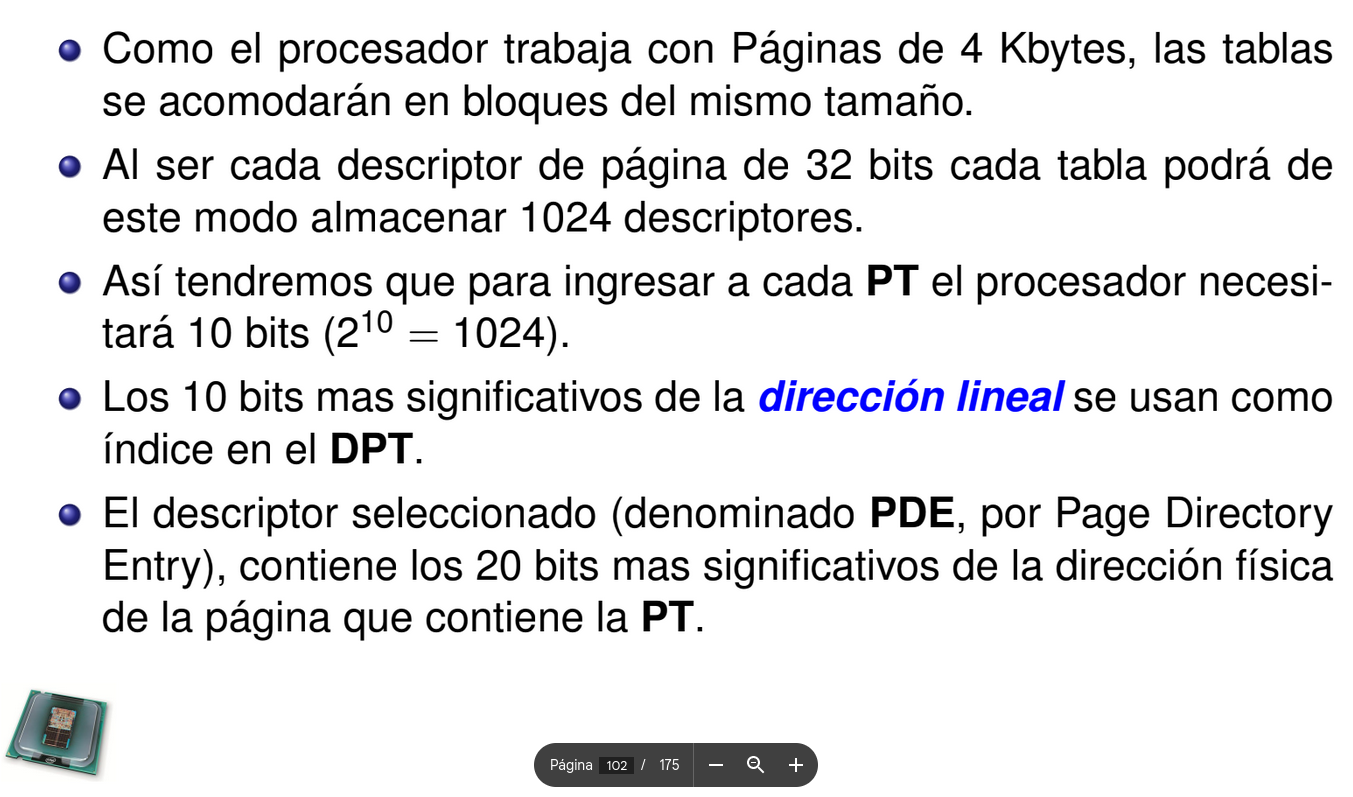 Como el procesador trabaja con Páginas de 4 Kbytes, las tablas
se acomodarán en bloques del mismo tamaño.
Al ser cada descriptor de página de 32 bits cada tabla podrá de
este modo almacenar 1024 descriptores.
Así tendremos que para ingresar a cada PT el procesador necesi-
tará 10 bits (2¹⁰ = 1024).
Los 10 bits mas significativos de la dirección lineal se usan como
índice en el DPT.
El descriptor seleccionado (denominado PDE, por Page Directory
Entry), contiene los 20 bits mas significativos de la dirección física
de la página que contiene la PT.
Página 102 / 175